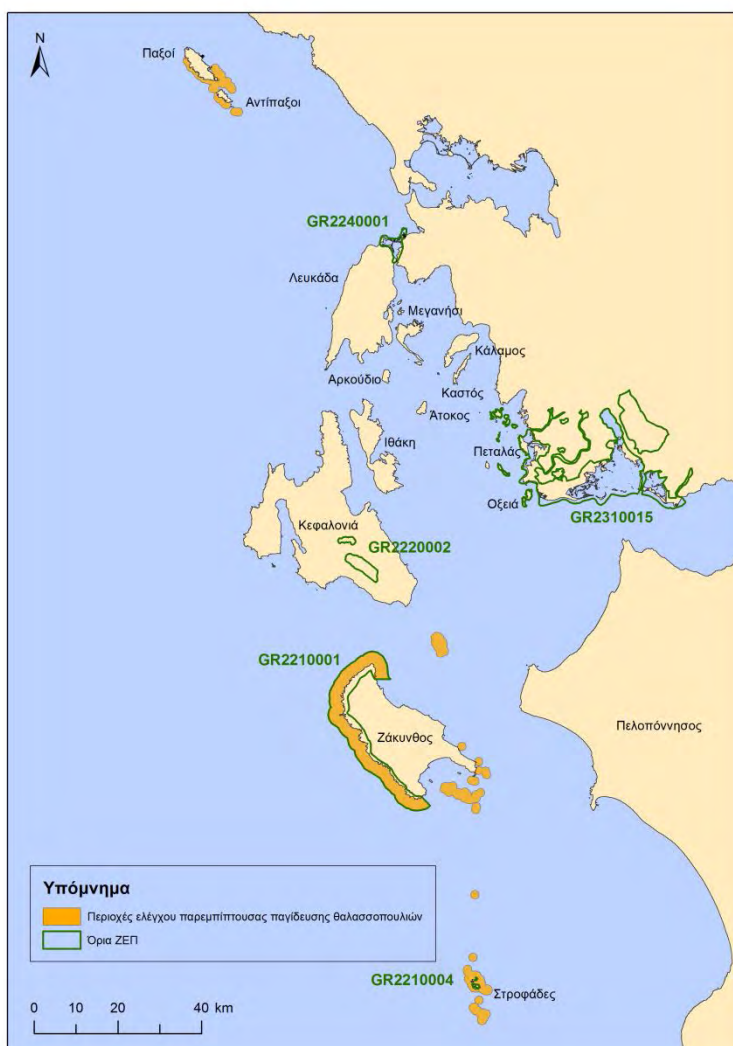 N
Παξοί
Αντίπαξοι
GR2240001
Λευκάδα
Μεγανήσι
Κάλαμος
Αρκούδιο
Καστός
Άτοκος
Ιθάκη
Πεταλάς
Οξειά
GR2310015
Κεφαλονιά
GR2220002
GR2210001
Ζάκυνθος
Πελοπόννησος
Υπόμνημα
Περιοχές ελέγχου παρεμπίπτουσας παγίδευσης θαλασσοπουλιών
Όρια ΖΕΠ
GR2210004
Στροφάδες
0 10 20 40 km